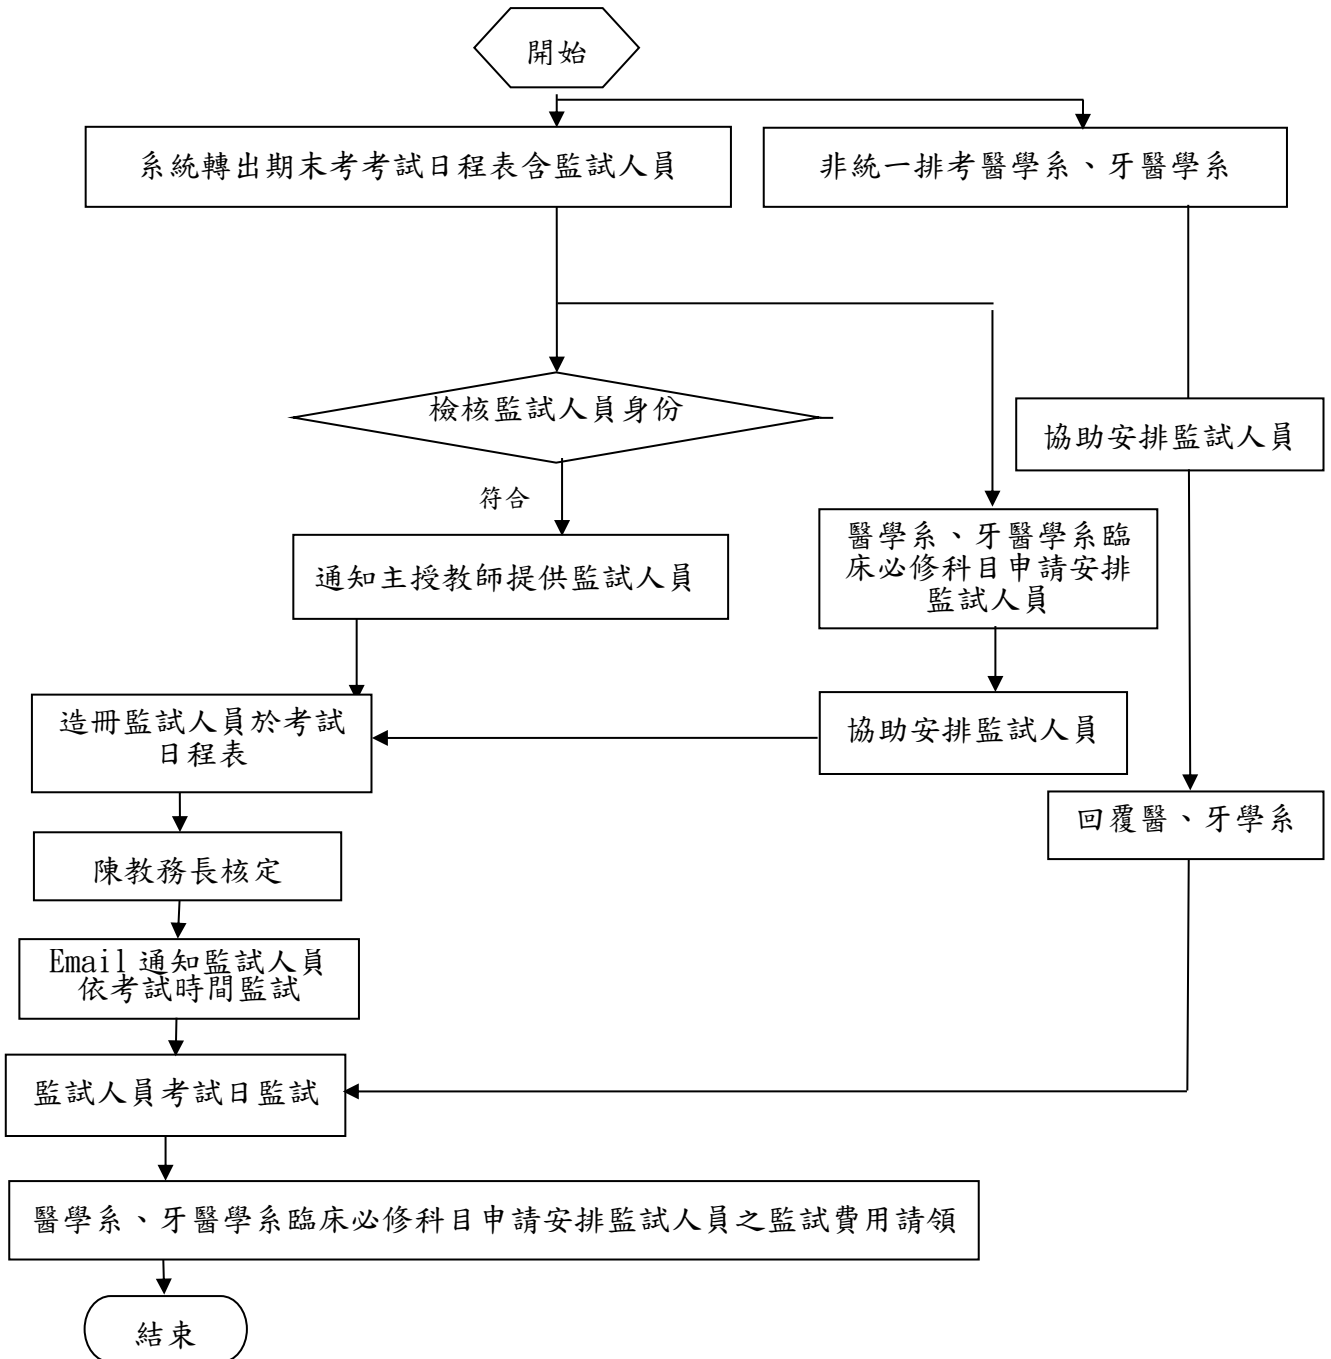 開始
系統轉出期末考考試日程表含監試人員
非統一排考醫學系、牙醫學系
檢核監試人員身份
協助安排監試人員
符合
通知主授教師提供監試人員
醫學系、牙醫學系臨
床必修科目申請安排
監試人員
造冊監試人員於考試
日程表
協助安排監試人員
回覆醫、牙學系
陳教務長核定
Email 通知監試人員
依考試時間監試
監試人員考試日監試
醫學系、牙醫學系臨床必修科目申請安排監試人員之監試費用請領
結束